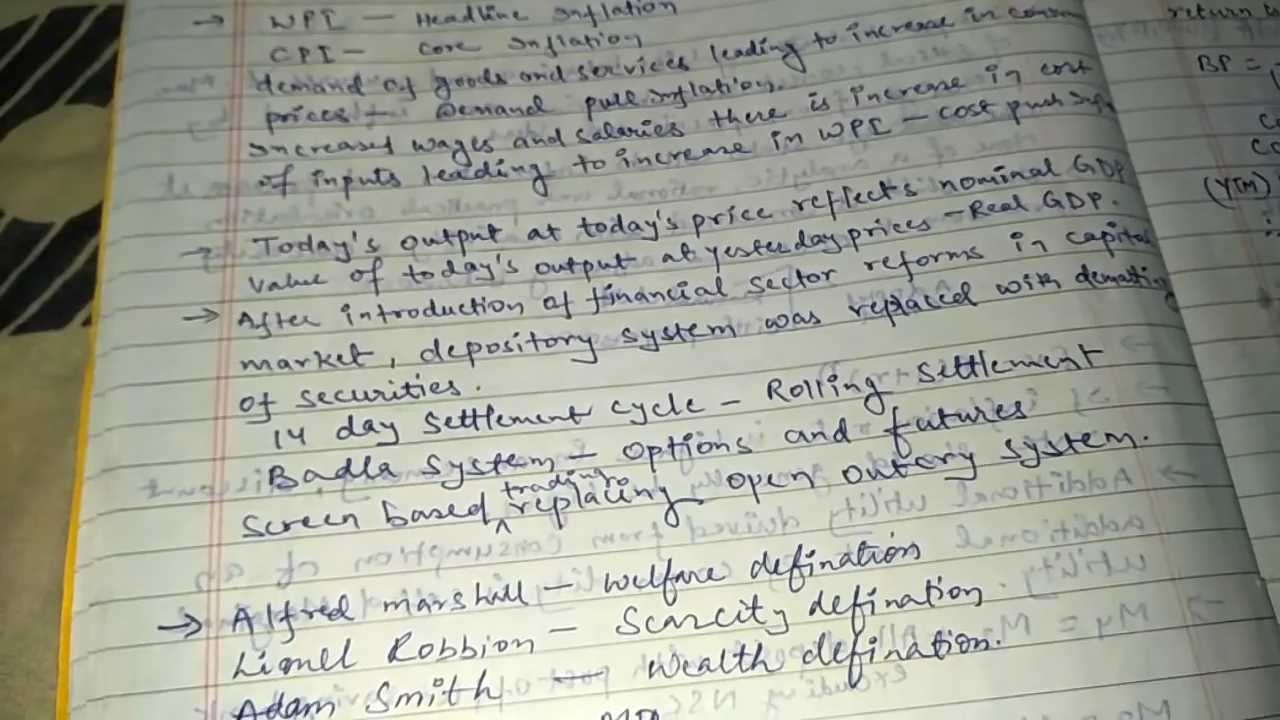 → WPI — Headline Inflation
CPI — Core Inflation
demand of goods and services leading to increase in consum
prices — Demand pull inflation.
increased wages and salaries there is increase in cost
of inputs leading to increase in WPI — cost push infl
→ Today's output at today's price reflects nominal GDP
value of today's output at yesterday prices — Real GDP.
→ After introduction of financial sector reforms in capital
market, depository system was replaced with
of securities.
14 day settlement cycle — Rolling settlement
Badla system — options and futures
Screen based trading replacing open outcry system.
→ Alfred marshall — welfare defination
Lionel Robbion — Scarcity defination.
Adam Smith — wealth defination.
return
BP =
(YTM)